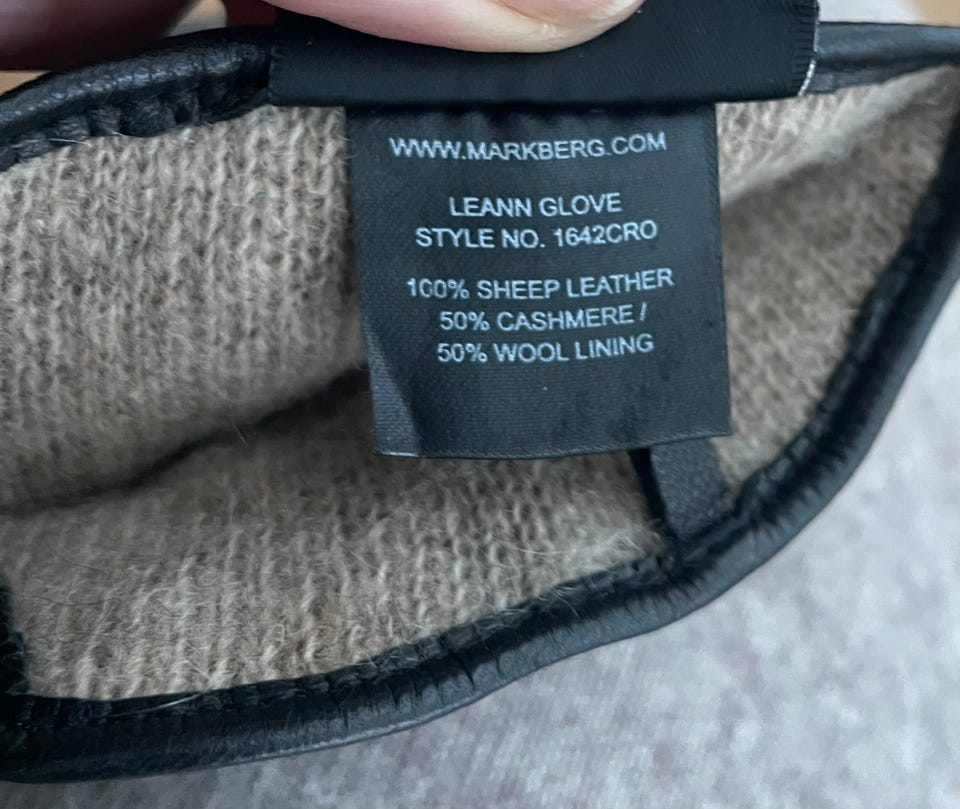 WWW.MARKBERG.COM
LEANN GLOVE
STYLE NO. 1642CRO
100% SHEEP LEATHER
50% CASHMERE /
50% WOOL LINING